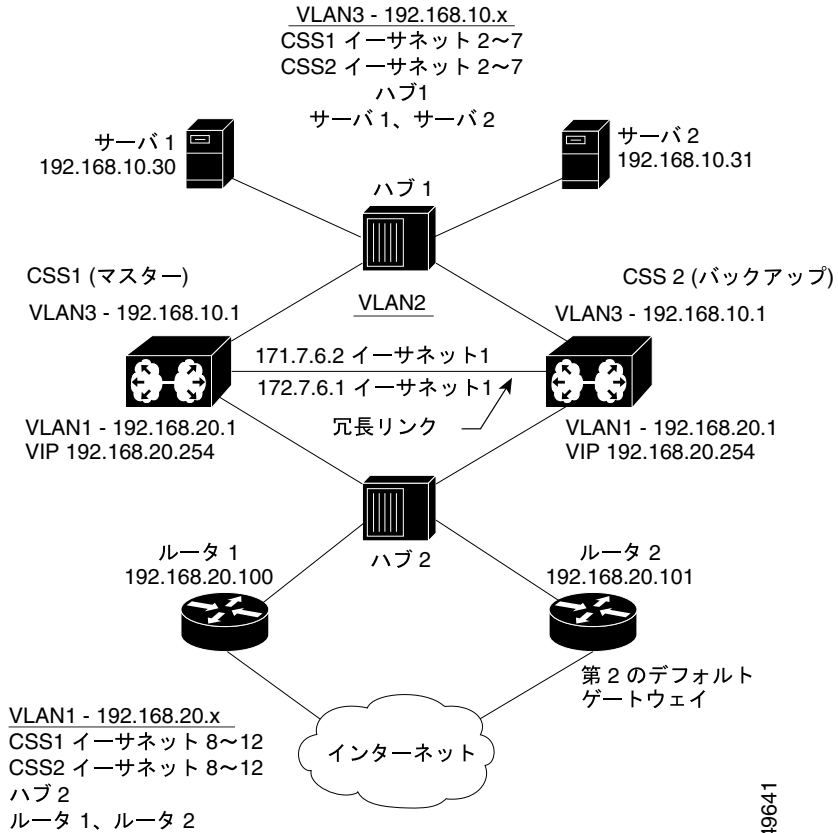 VLAN3 - 192.168.10.x
CSS1 イーサネット 2～7
CSS2 イーサネット 2～7
ハブ1
サーバ 1、サーバ 2
サーバ 1
192.168.10.30
サーバ 2
192.168.10.31
ハブ 1
CSS1 (マスター)
VLAN3 - 192.168.10.1
VLAN2
CSS 2 (バックアップ)
VLAN3 - 192.168.10.1
171.7.6.2 イーサネット1
172.7.6.1 イーサネット1
冗長リンク
VLAN1 - 192.168.20.1
VIP 192.168.20.254
VLAN1 - 192.168.20.1
VIP 192.168.20.254
ハブ 2
ルータ 1
192.168.20.100
ルータ 2
192.168.20.101
第 2 のデフォルト
ゲートウェイ
インターネット
VLAN1 - 192.168.20.x
CSS1 イーサネット 8～12
CSS2 イーサネット 8～12
ハブ 2
ルータ 1、ルータ 2
49641